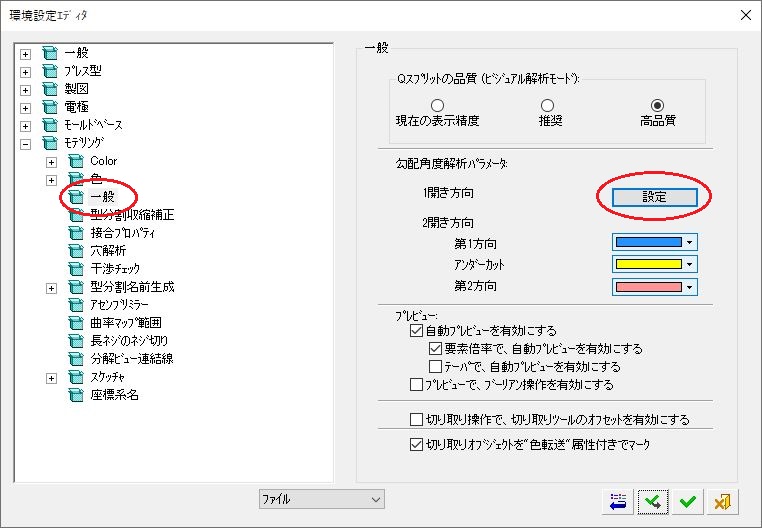 環境設定ｴﾃﾞｨﾀ
一般
ﾌﾟﾚｽ型
製図
電極
ﾓｰﾙﾄﾞﾍﾞｰｽ
ﾓﾃﾞﾘﾝｸﾞ
Color
色
一般
型分割収縮補正
接合ﾌﾟﾛﾊﾟﾃｨ
穴解析
干渉ﾁｪｯｸ
型分割名前生成
ｱｾﾝﾌﾞﾘﾐﾗｰ
曲率ﾏｯﾌﾟ範囲
長ﾈｼﾞのﾈｼﾞ切り
分解ﾋﾞｭｰ連結線
ｽｹｯﾁｬ
座標系名
一般
Qｽﾌﾟﾘｯﾄの品質 (ﾋﾞｼﾞｭｱﾙ解析ﾓｰﾄﾞ):
現在の表示精度 推奨 高品質
勾配角度解析ﾊﾟﾗﾒｰﾀ:
1開き方向 設定
2開き方向
第1方向
ｱﾝﾀﾞｰｶｯﾄ
第2方向
ﾌﾟﾚﾋﾞｭｰ:
自動ﾌﾟﾚﾋﾞｭｰを有効にする
要素倍率で、自動ﾌﾟﾚﾋﾞｭｰを有効にする
ﾃｰﾊﾟで、自動ﾌﾟﾚﾋﾞｭｰを有効にする
ﾌﾟﾚﾋﾞｭｰで、ﾌﾞｰﾘｱﾝ操作を有効にする
切り取り操作で、切り取りﾂｰﾙのｵﾌｾｯﾄを有効にする
切り取りｵﾌﾞｼﾞｪｸﾄを"色転送"属性付きでﾏｰｸ
ﾌｧｲﾙ